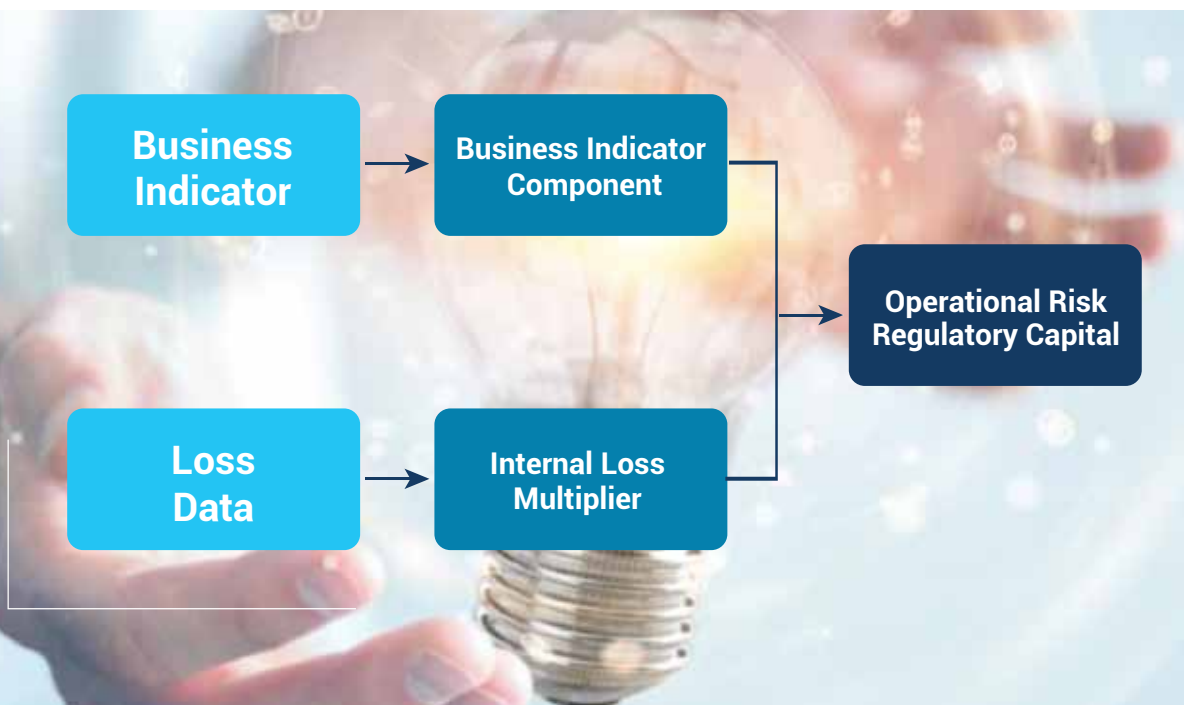 Business
Indicator
Business Indicator
Component
Operational Risk
Regulatory Capital
Loss
Data
Internal Loss
Multiplier